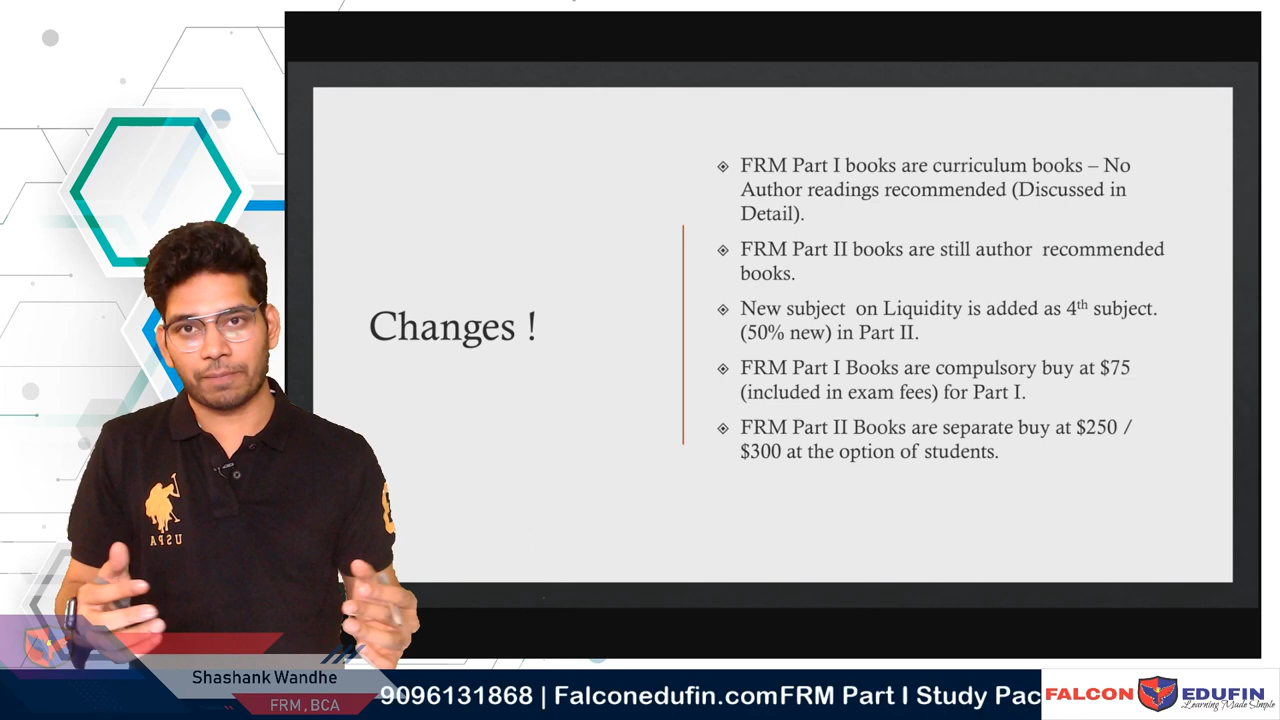 Changes !
FRM Part I books are curriculum books – No
Author readings recommended (Discussed in
Detail).
FRM Part II books are still author recommended
books.
New subject on Liquidity is added as 4th subject.
(50% new) in Part II.
FRM Part I Books are compulsory buy at $75
(included in exam fees) for Part I.
FRM Part II Books are separate buy at $250 /
$300 at the option of students.
USPA
3
Shashank Wandhe
FRM, BCA
9096131868 | Falconedufin.comFRM Part I Study Pac
FALCON EDUFIN
Learning Made Simple